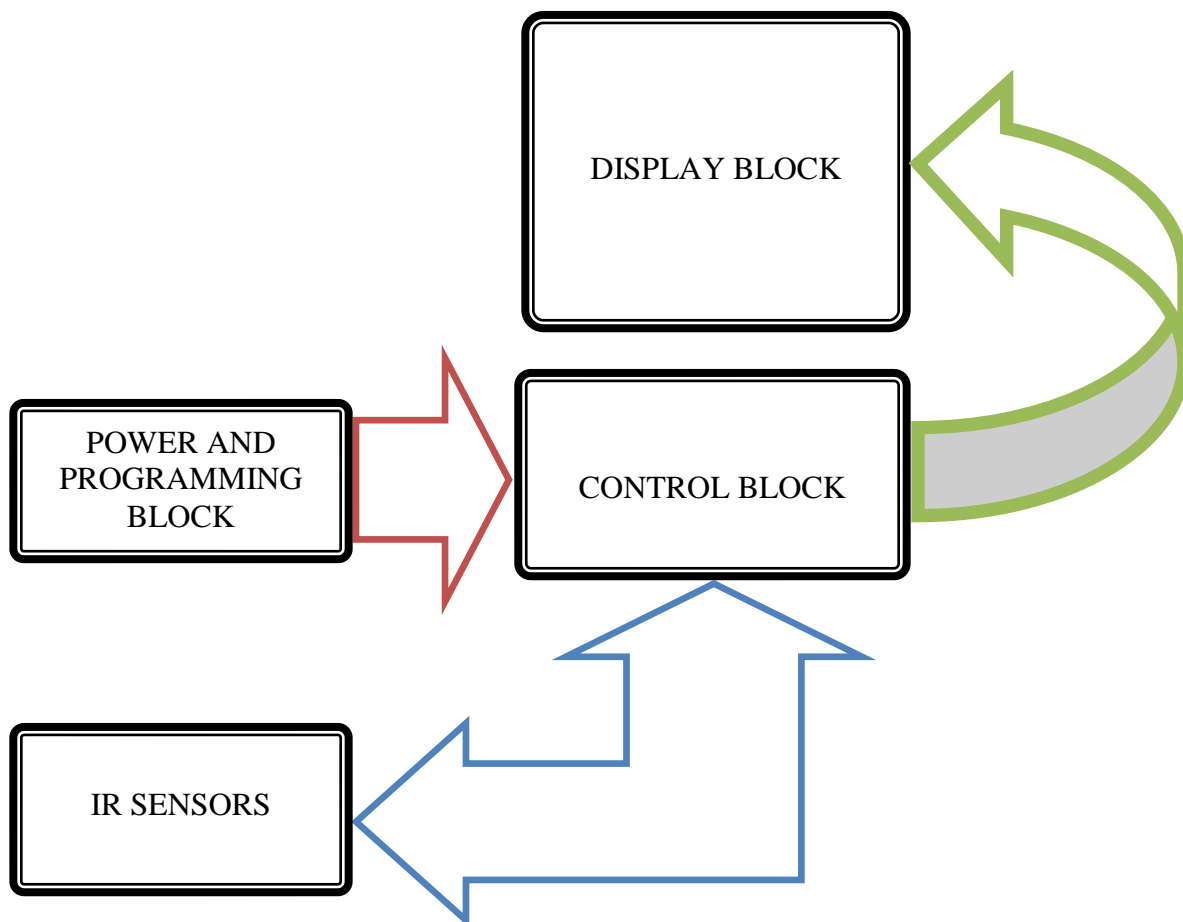 DISPLAY BLOCK
POWER AND
PROGRAMMING
BLOCK
CONTROL BLOCK
IR SENSORS